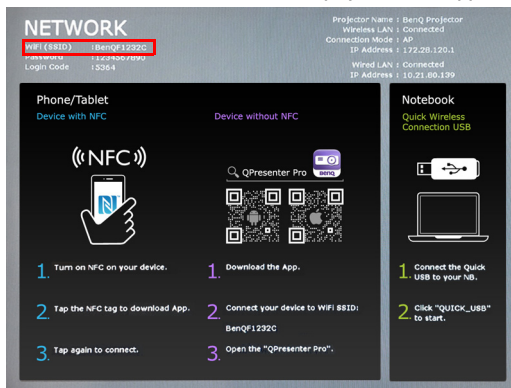 NETWORK
WiFi (SSID) : BenQF1232C
Password : 1234567890
Login Code : 5364
Projector Name : BenQ Projector
Wireless LAN : Connected
Connection Mode : AP
IP Address : 172.28.120.1
Wired LAN : Connected
IP Address : 10.21.80.139
Phone/Tablet
Device with NFC
NFC
1. Turn on NFC on your device.
2. Tap the NFC tag to download App.
3. Tap again to connect.
Device without NFC
QPresenter Pro
BENQ
1. Download the App.
2. Connect your device to WiFi SSID:
BenQF1232C
3. Open the "QPresenter Pro".
Notebook
Quick Wireless
Connection USB
1. Connect the Quick
USB to your NB.
2. Click "QUICK_USB"
to start.